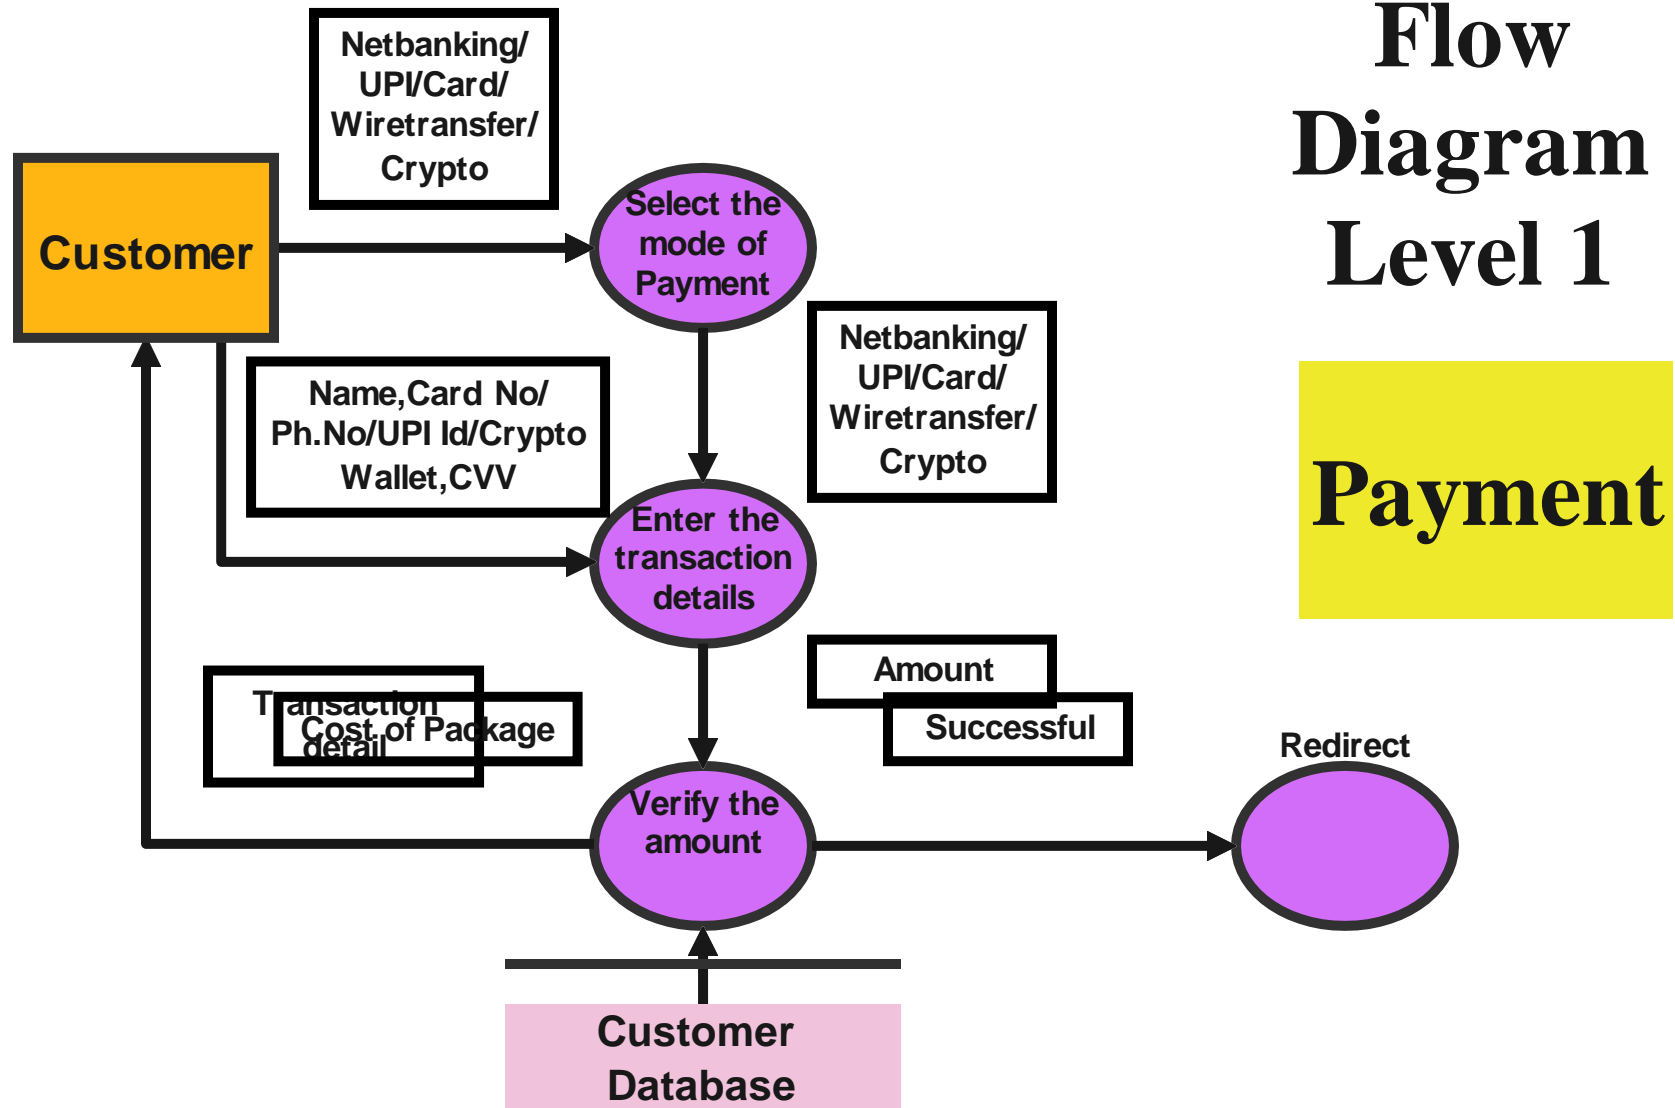 Flow
Diagram
Level 1
Payment
Netbanking/
UPI/Card/
Wiretransfer/
Crypto
Customer
Select the
mode of
Payment
Netbanking/
UPI/Card/
Wiretransfer/
Crypto
Name,Card No/
Ph.No/UPI Id/Crypto
Wallet,CVV
Enter the
transaction
details
Amount
Transaction
detail
Cost of Package
Successful
Redirect
Verify the
amount
Customer
Database